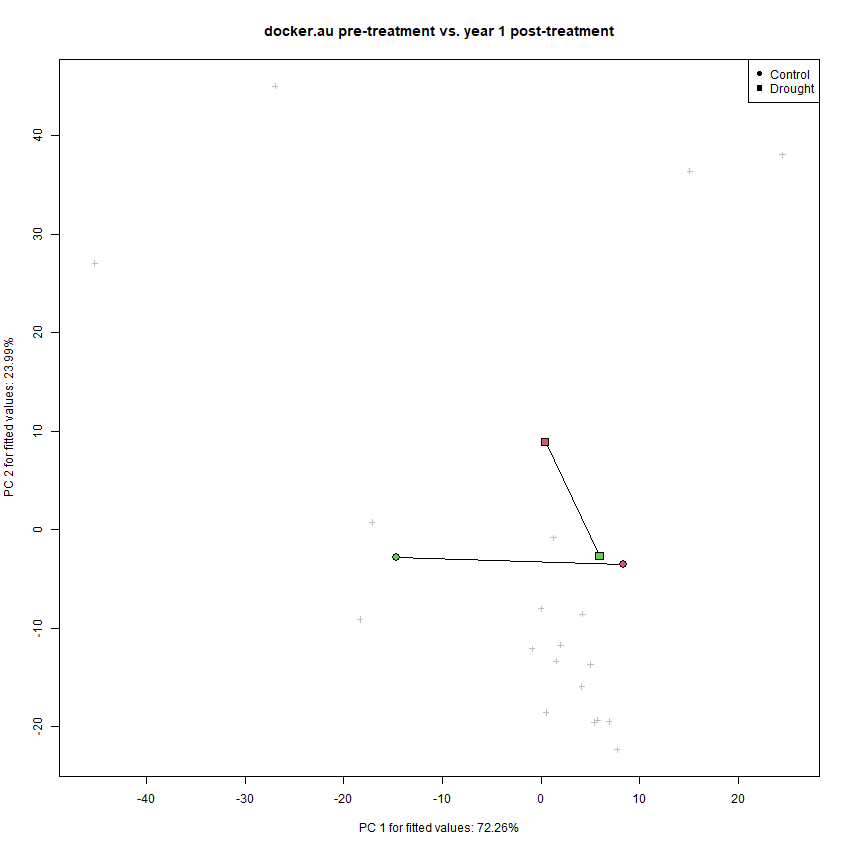 docker.au pre-treatment vs. year 1 post-treatment
Control
Drought
PC 2 for fitted values: 23.99%
40
30
20
10
0
-10
-20
-40
-30
-20
-10
0
10
20
PC 1 for fitted values: 72.26%